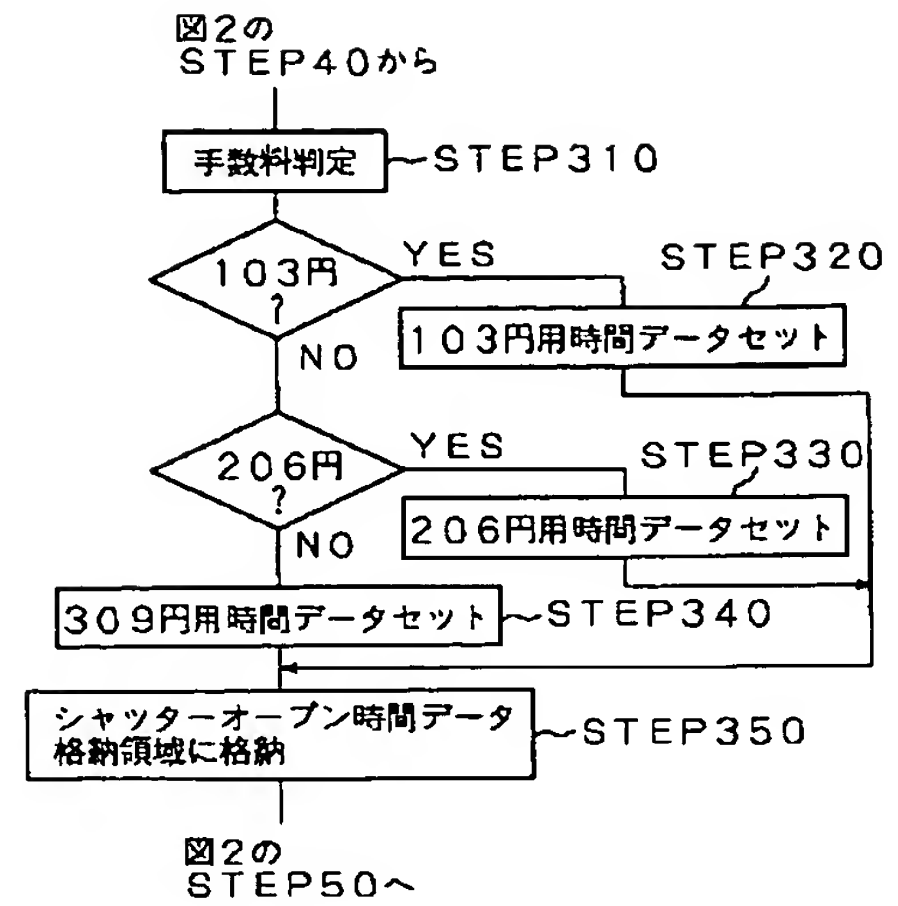 図2の
STEP40から
手数料判定
STEP310
103円
?
YES
STEP320
103円用時間データセット
NO
206円
?
YES
STEP330
206円用時間データセット
NO
309円用時間データセット
STEP340
シャッターオープン時間データ
格納領域に格納
STEP350
図2の
STEP50へ